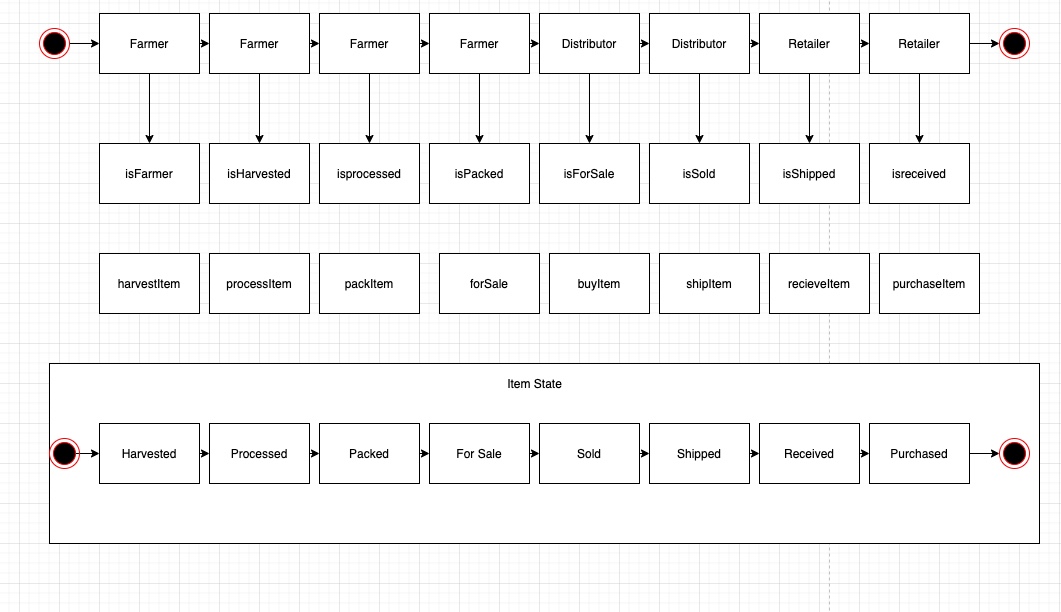 Farmer
Farmer
Farmer
Farmer
Distributor
Distributor
Retailer
Retailer
isFarmer
isHarvested
isprocessed
isPacked
isForSale
isSold
isShipped
isreceived
harvestItem
processItem
packItem
forSale
buyItem
shipItem
recieveItem
purchaseItem
Item State
Harvested
Processed
Packed
For Sale
Sold
Shipped
Received
Purchased